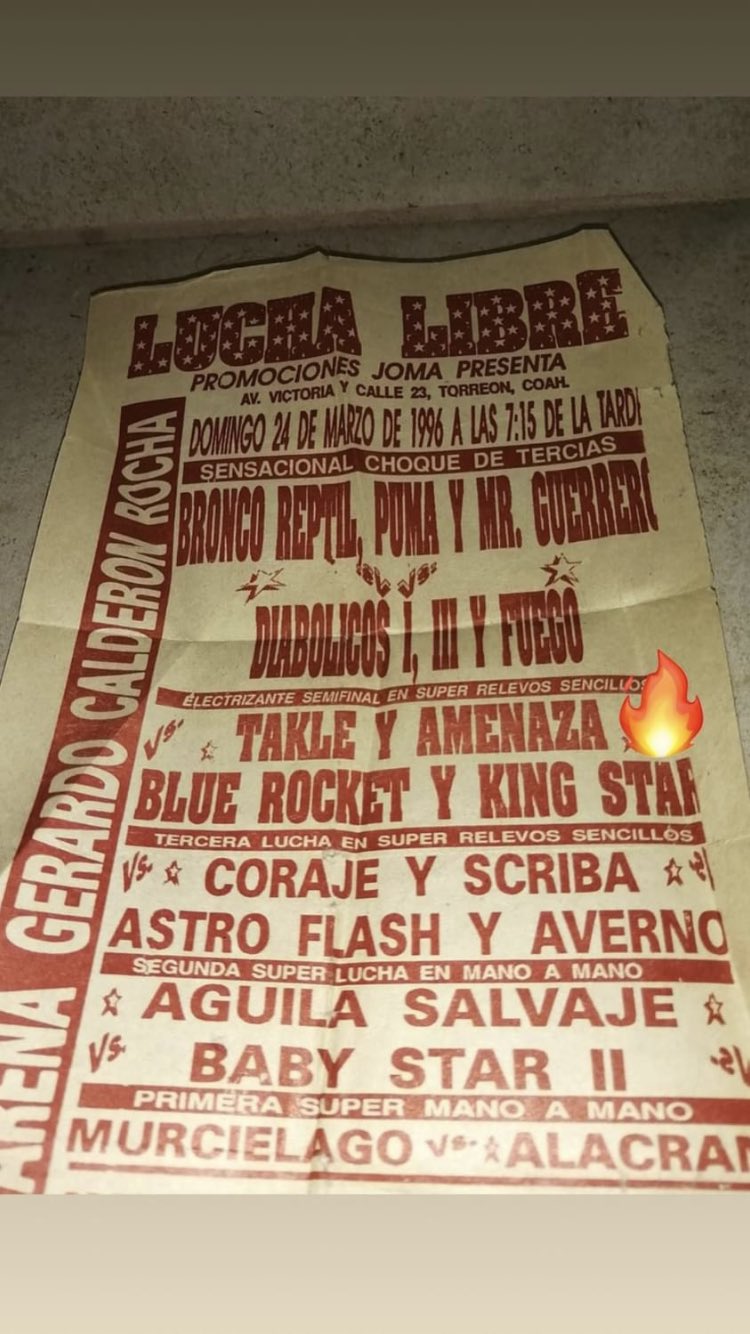 LUCHA LIBRE
PROMOCIONES JOMA PRESENTA
AV. VICTORIA Y CALLE 23, TORREON, COAH.
ARENA GERARDO CALDERON ROCHA
DOMINGO 24 DE MARZO DE 1996 A LAS 7:15 DE LA TARDE
SENSACIONAL CHOQUE DE TERCIAS
BRONCO REPTIL, PUMA Y MR. GUERRERO
VS
DIABOLICOS I, III Y FUEGO
ELECTRIZANTE SEMIFINAL EN SUPER RELEVOS SENCILLOS
VS. TAKLE Y AMENAZA
BLUE ROCKET Y KING STAR
TERCERA LUCHA EN SUPER RELEVOS SENCILLOS
VS. CORAJE Y SCRIBA VS
ASTRO FLASH Y AVERNO
SEGUNDA SUPER LUCHA EN MANO A MANO
AGUILA SALVAJE
VS. BABY STAR II VS
PRIMERA SUPER MANO A MANO
MURCIELAGO VS. ALACRAN